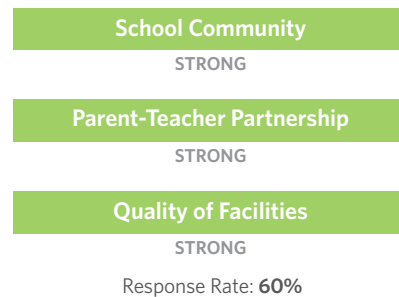 School Community
STRONG
Parent-Teacher Partnership
STRONG
Quality of Facilities
STRONG
Response Rate: 60%